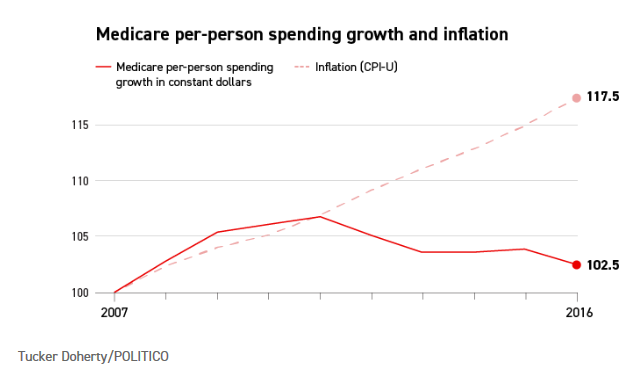 Medicare per-person spending growth and inflation
Medicare per-person spending
growth in constant dollars
Inflation (CPI-U)
117.5
115
110
105
102.5
100
2007
2016
Tucker Doherty/POLITICO